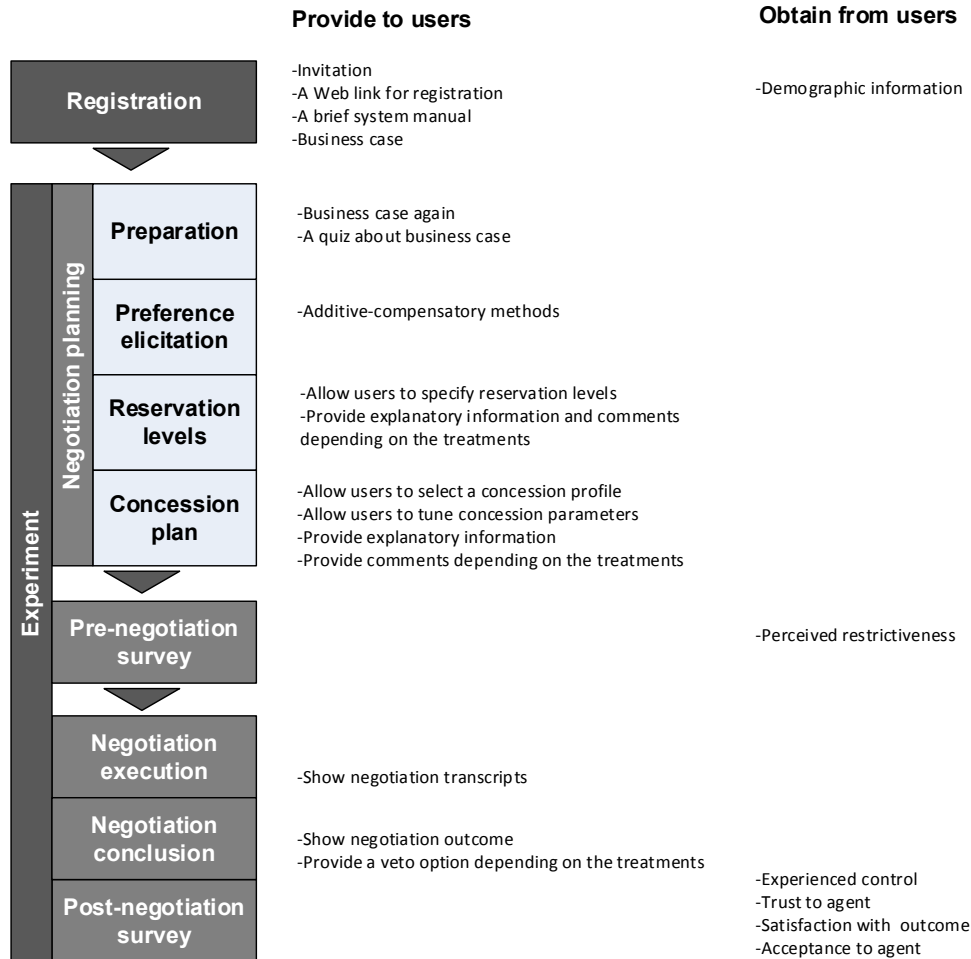 Provide to users
Obtain from users
Registration
-Invitation
-A Web link for registration
-A brief system manual
-Business case
-Demographic information
Experiment
Negotiation planning
Preparation
-Business case again
-A quiz about business case
Preference
elicitation
-Additive-compensatory methods
Reservation
levels
-Allow users to specify reservation levels
-Provide explanatory information and comments
depending on the treatments
Concession
plan
-Allow users to select a concession profile
-Allow users to tune concession parameters
-Provide explanatory information
-Provide comments depending on the treatments
Pre-negotiation
survey
-Perceived restrictiveness
Negotiation
execution
-Show negotiation transcripts
Negotiation
conclusion
-Show negotiation outcome
-Provide a veto option depending on the treatments
Post-negotiation
survey
-Experienced control
-Trust to agent
-Satisfaction with outcome
-Acceptance to agent